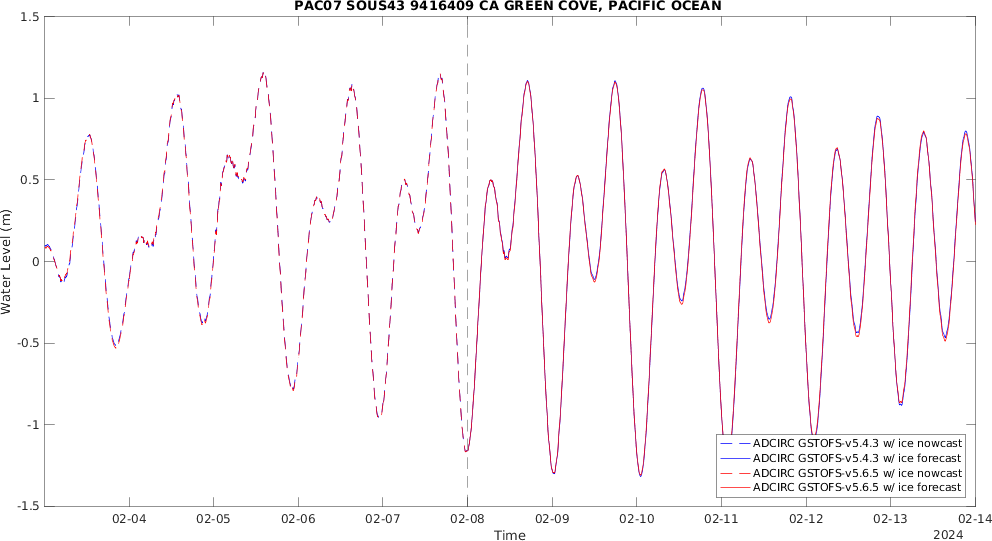 PAC07 SOUS43 9416409 CA GREEN COVE, PACIFIC OCEAN
1.5
1
0.5
0
-0.5
-1
-1.5
Water Level (m)
ADCIRC GSTOFS-v5.4.3 w/ ice nowcast
ADCIRC GSTOFS-v5.4.3 w/ ice forecast
ADCIRC GSTOFS-v5.6.5 w/ ice nowcast
ADCIRC GSTOFS-v5.6.5 w/ ice forecast
02-04 02-05 02-06 02-07 02-08 02-09 02-10 02-11 02-12 02-13 02-14
Time
2024